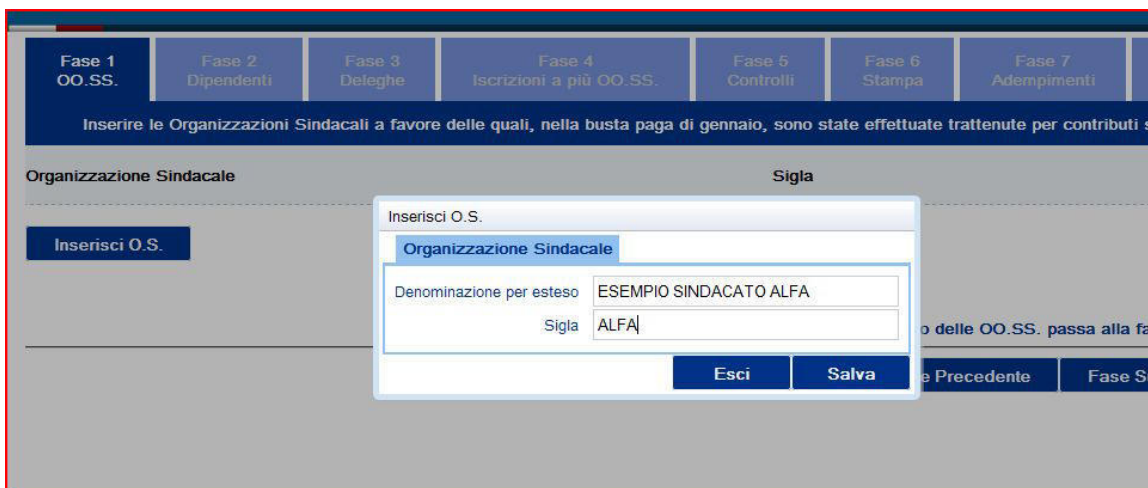 Fase 1 Fase 2 Fase 3 Fase 4 Fase 5 Fase 6 Fase 7
OO.SS. Dipendenti Deleghe Iscrizioni a più OO.SS. Controlli Stampa Adempimenti
Inserire le Organizzazioni Sindacali a favore delle quali, nella busta paga di gennaio, sono state effettuate trattenute per contributi
Organizzazione Sindacale Sigla
Inserisci O.S.
Inserisci O.S.
Organizzazione Sindacale
Denominazione per esteso ESEMPIO SINDACATO ALFA
Sigla ALFA
delle OO.SS. passa alla
Esci Salva
Precedente Fase